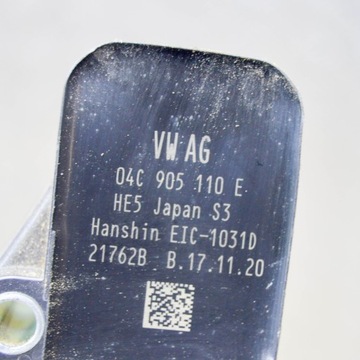 VW AG
04C 905 110 E
HE5 Japan S3
Hanshin EIC-1031D
21762B B.17.11.20